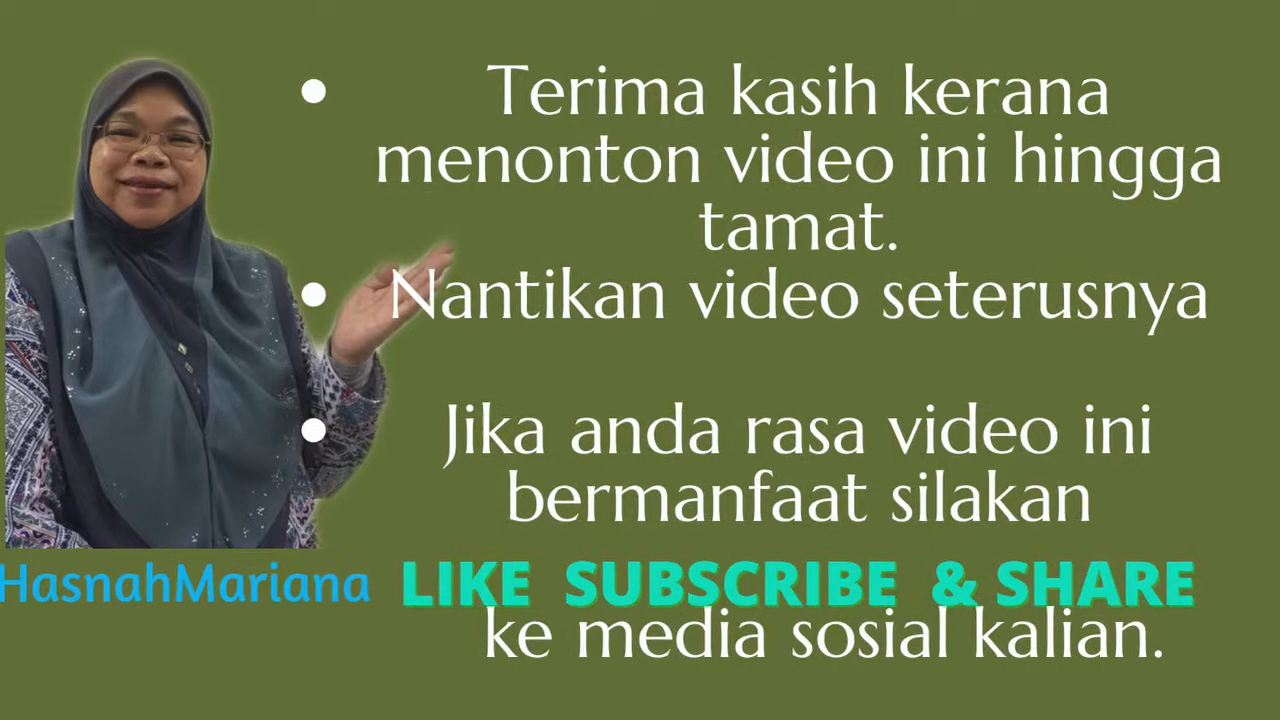 • Terima kasih kerana
menonton video ini hingga
tamat.
• Nantikan video seterusnya
• Jika anda rasa video ini
bermanfaat silakan
HasnahMariana
LIKE SUBSCRIBE & SHARE
ke media sosial kalian.